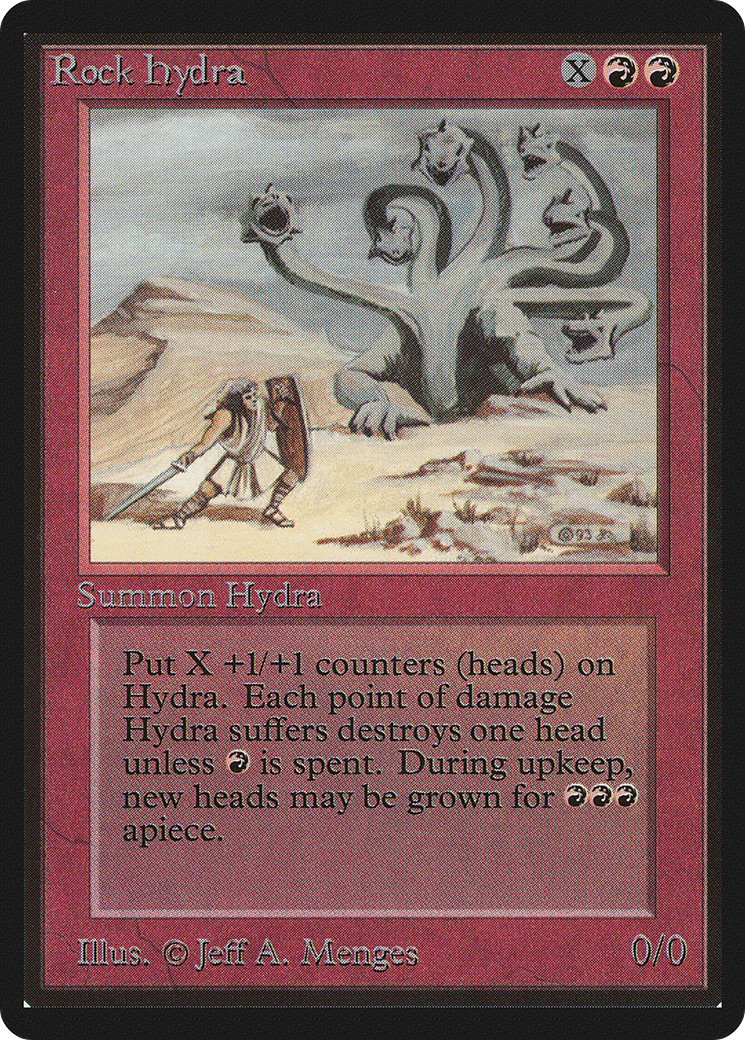 Rock Hydra X
©93
Summon Hydra
Put X +1/+1 counters (heads) on
Hydra. Each point of damage
Hydra suffers destroys one head
unless is spent. During upkeep,
new heads may be grown for
apiece.
Illus. © Jeff A. Menges 0/0